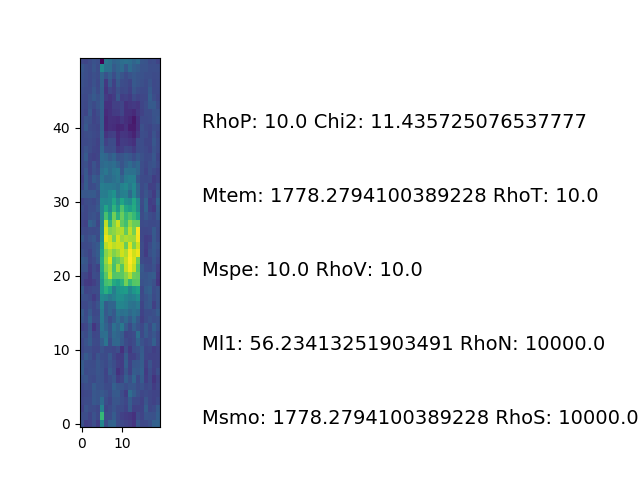 40
30
20
10
0
0 10
RhoP: 10.0 Chi2: 11.435725076537777
Mtem: 1778.2794100389228 RhoT: 10.0
Mspe: 10.0 RhoV: 10.0
Ml1: 56.23413251903491 RhoN: 10000.0
Msmo: 1778.2794100389228 RhoS: 10000.0